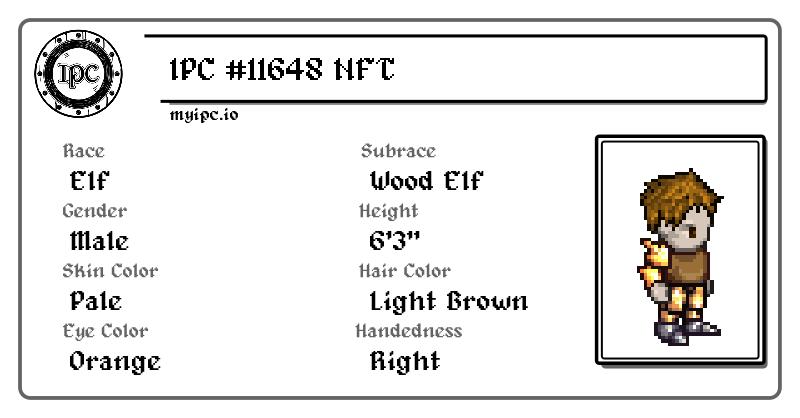 IPC
IPC #11648 NFT
myipc.io
Race
Elf
Subrace
Wood Elf
Gender
Male
Height
6'3"
Skin Color
Pale
Hair Color
Light Brown
Eye Color
Orange
Handedness
Right